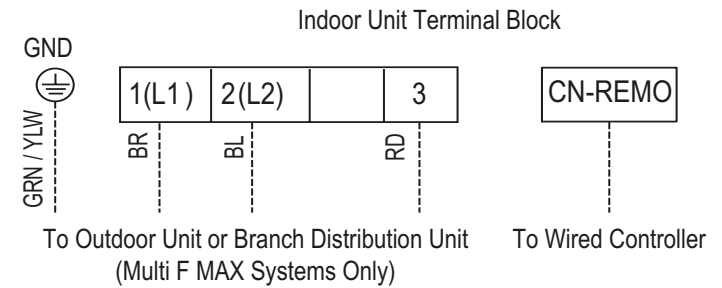 Indoor Unit Terminal Block
GND
1(L1) 2(L2) 3 CN-REMO
GRN / YLW BR BL RD
To Outdoor Unit or Branch Distribution Unit To Wired Controller
(Multi F MAX Systems Only)